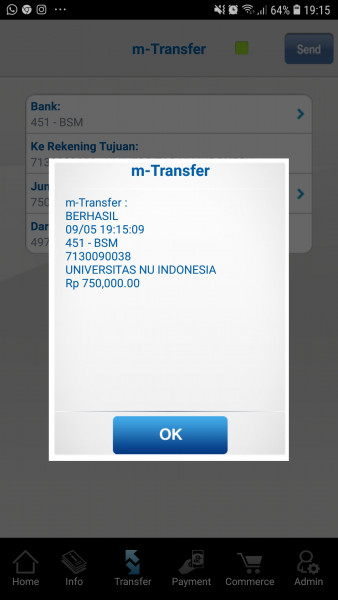 64% 19:15
m-Transfer
Send
Bank:
451 - BSM
Ke Rekening Tujuan:
713
Jun
750
Dar
497
m-Transfer
m-Transfer :
BERHASIL
09/05 19:15:09
451 - BSM
7130090038
UNIVERSITAS NU INDONESIA
Rp 750,000.00
OK
Home
Info
Transfer
Payment
Commerce
Admin